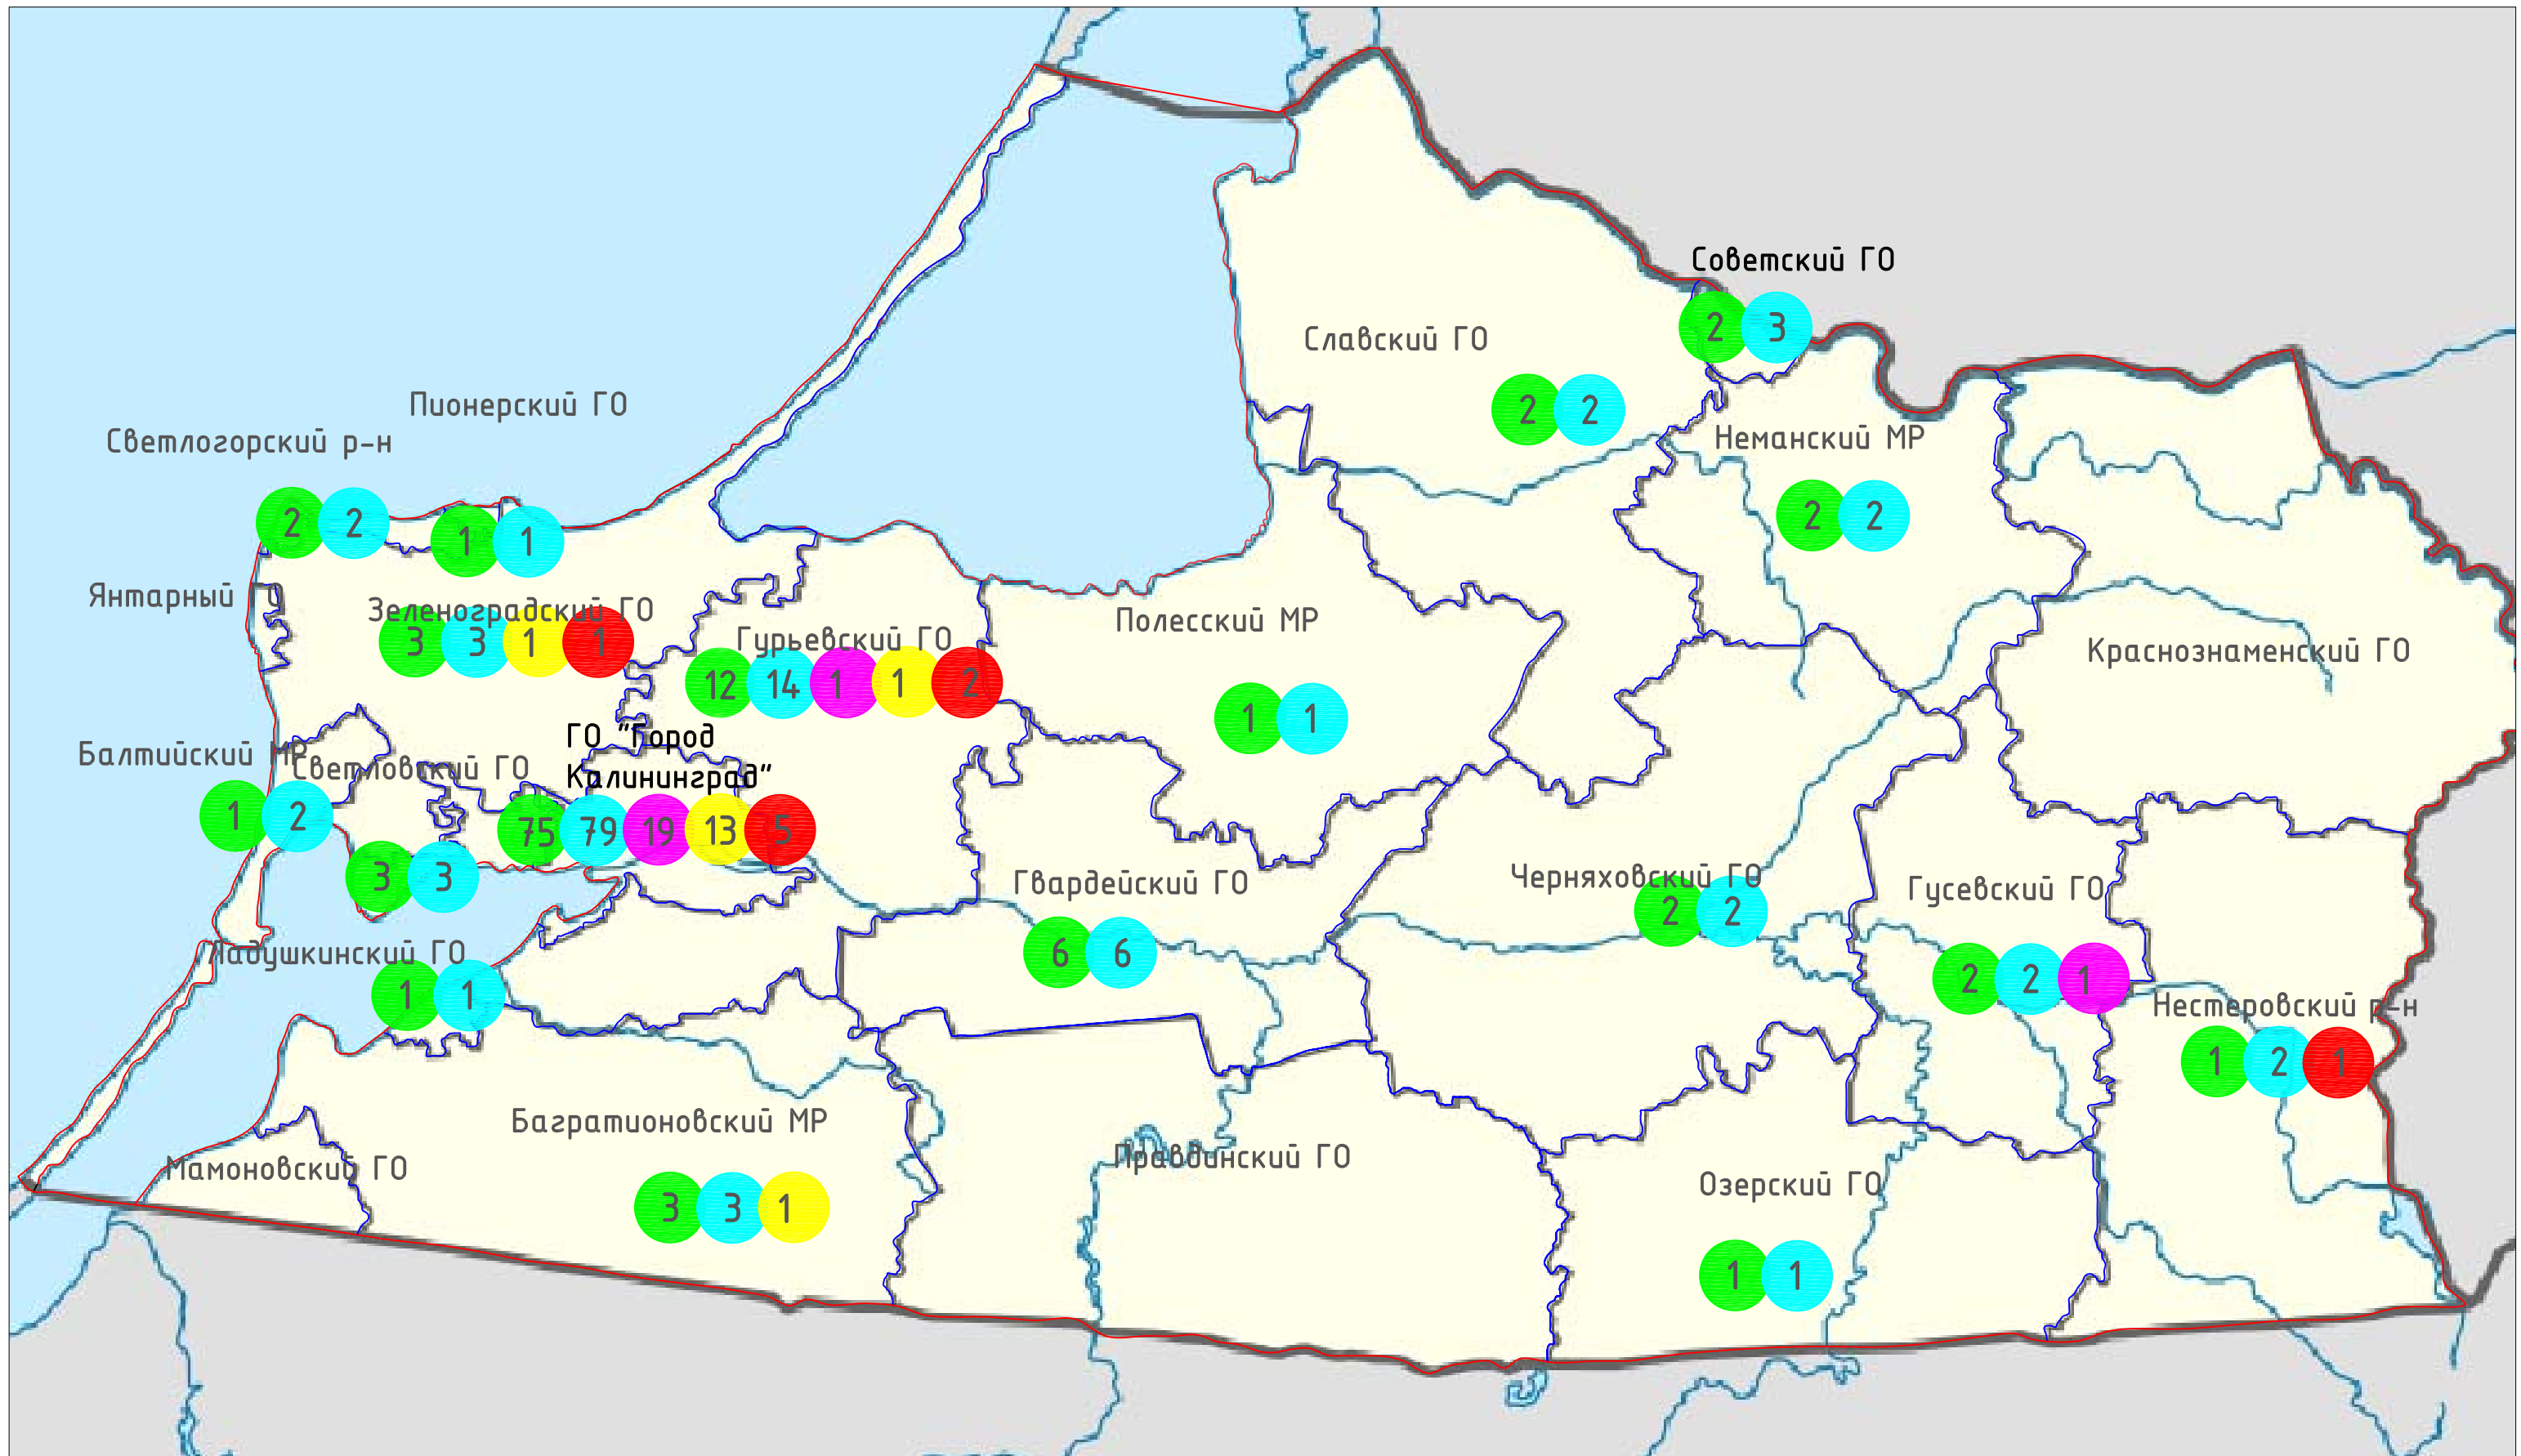 Советский ГО
2 3
Славский ГО
2 2
Пионерский ГО
Светлогорский р-н
Неманский МР
2 2
2 2
1 1
Янтарный ГО
Зеленоградский ГО
3 3 1 1
Гурьевский ГО
12 14 1 1 2
Полесский МР
1 1
Краснознаменский ГО
ГО "Город
Калининград"
75 79 19 13 5
Балтийский МР
1 2
Светловский ГО
3 3
Гвардейский ГО
6 6
Черняховский ГО
2 2
Гусевский ГО
2 2 1
Ладушкинский ГО
1 1
Нестеровский р-н
1 2 1
Багратионовский МР
3 3 1
Мамоновский ГО
Правдинский ГО
Озерский ГО
1 1